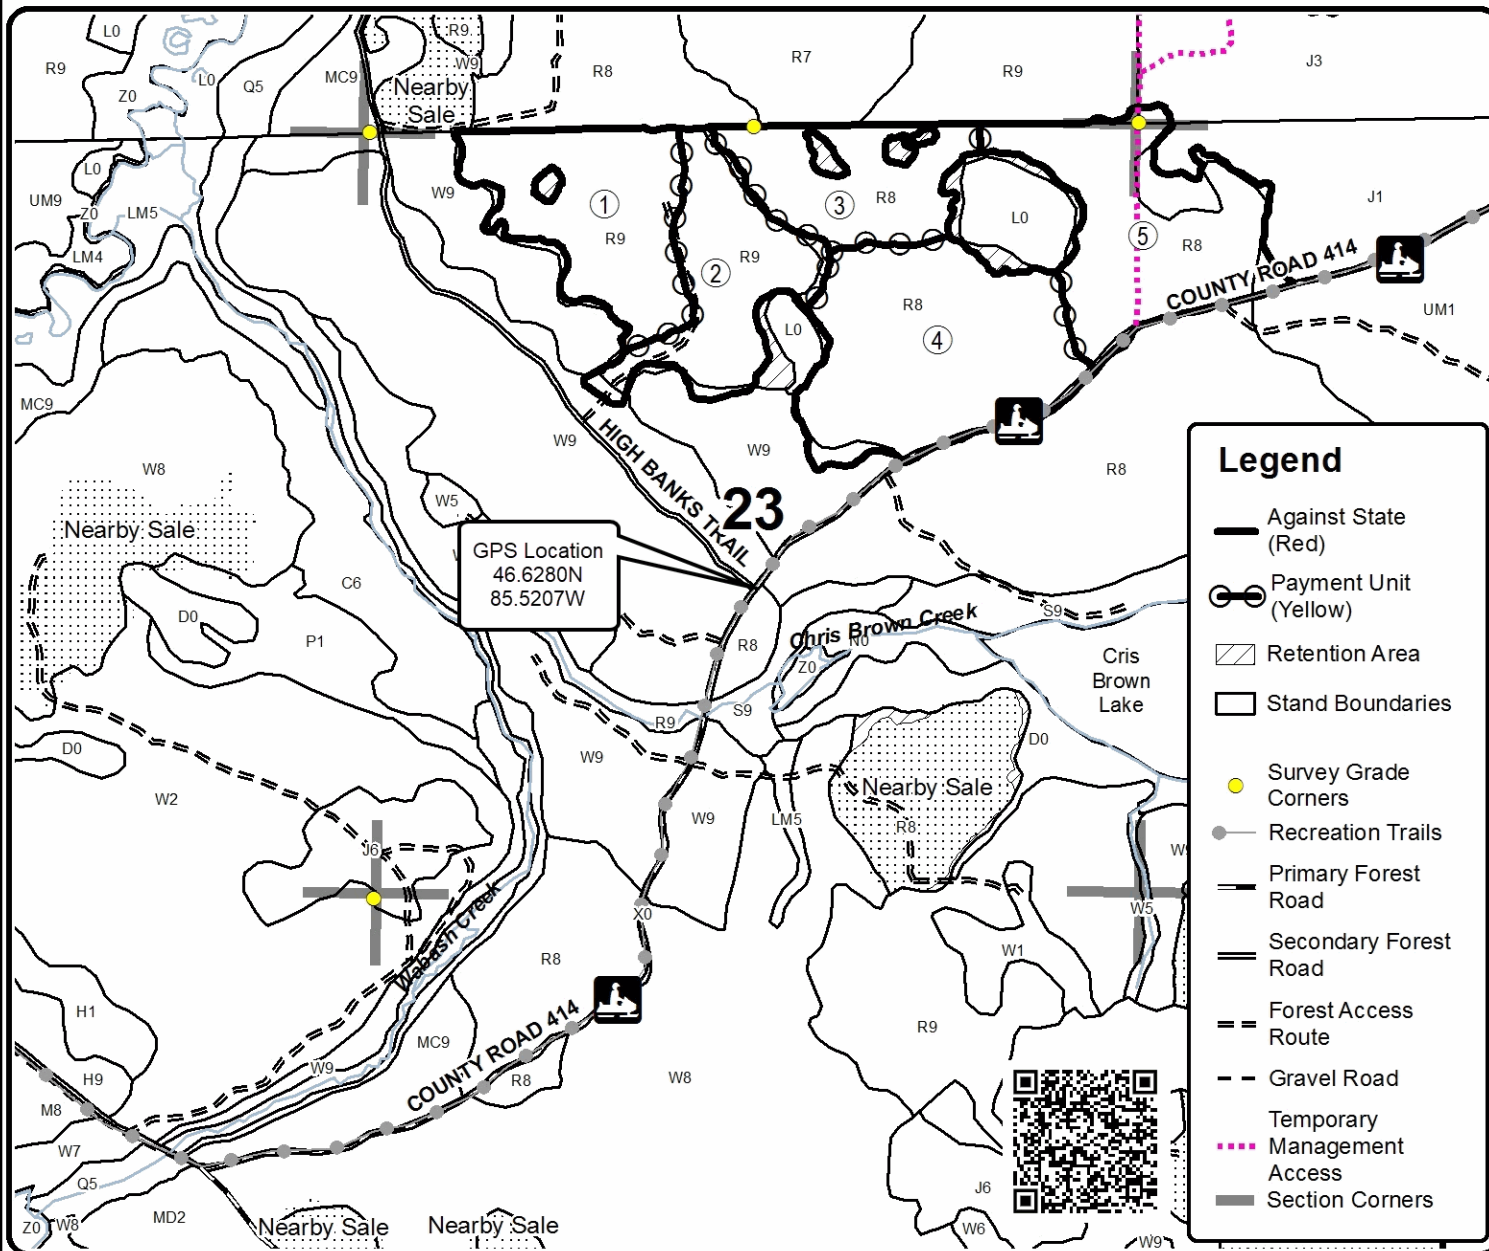 L0
R9
R9
W9
R8
R7
R9
J3
Z0
L0
Q5
MC9
Nearby
Sale
L0
UM9
Z0
LM5
LM4
W9
1
R9
2
R9
3
R8
L0
5
R8
J1
COUNTY ROAD 414
L0
R8
4
UM1
MC9
W8
W9
HIGH BANKS TRAIL
W9
R8
Nearby Sale
W5
23
GPS Location
46.6280N
85.5207W
C6
D0
P1
R8
Chris Brown Creek
N0
Z0
S9
Cris
Brown
Lake
R9
S9
D0
W2
D0
W9
Nearby Sale
W9
LM5
R8
J6
Wabash Creek
X0
W1
W5
W9
R8
R9
H1
MC9
COUNTY ROAD 414
H9
W9
R8
W8
M8
W7
Q5
Z0
W8
MD2
Nearby Sale
Nearby Sale
J6
W6
W9
Legend
Against State
(Red)
Payment Unit
(Yellow)
Retention Area
Stand Boundaries
Survey Grade
Corners
Recreation Trails
Primary Forest
Road
Secondary Forest
Road
Forest Access
Route
Gravel Road
Temporary
Management
Access
Section Corners